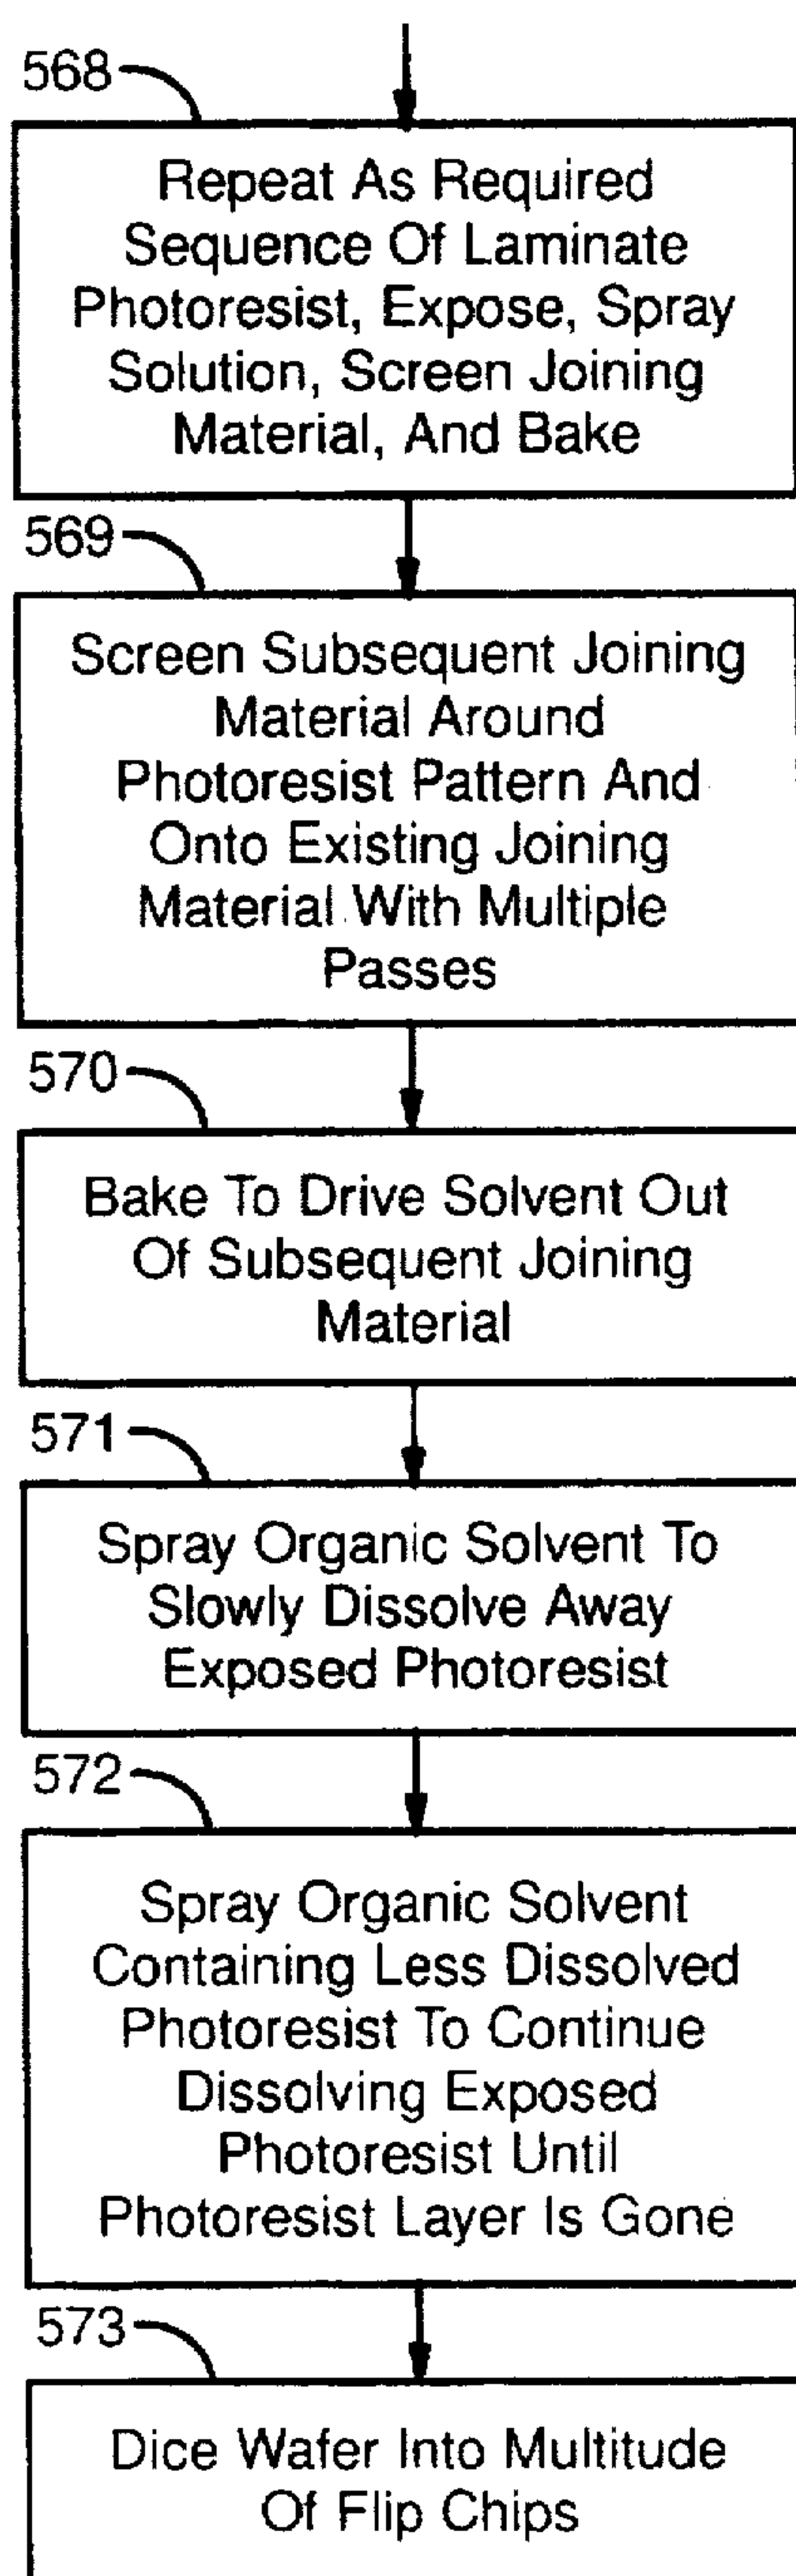 568
Repeat As Required
Sequence Of Laminate
Photoresist, Expose, Spray
Solution, Screen Joining
Material, And Bake
569
Screen Subsequent Joining
Material Around
Photoresist Pattern And
Onto Existing Joining
Material With Multiple
Passes
570
Bake To Drive Solvent Out
Of Subsequent Joining
Material
571
Spray Organic Solvent To
Slowly Dissolve Away
Exposed Photoresist
572
Spray Organic Solvent
Containing Less Dissolved
Photoresist To Continue
Dissolving Exposed
Photoresist Until
Photoresist Layer Is Gone
573
Dice Wafer Into Multitude
Of Flip Chips